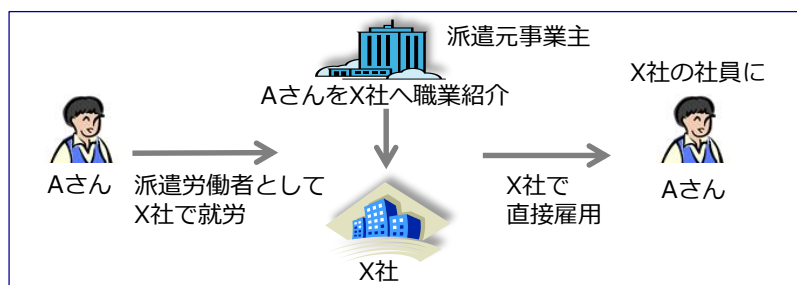 派遣元事業主
AさんをX社へ職業紹介
X社の社員に
Aさん
派遣労働者として
X社で就労
X社
X社で
直接雇用
Aさん